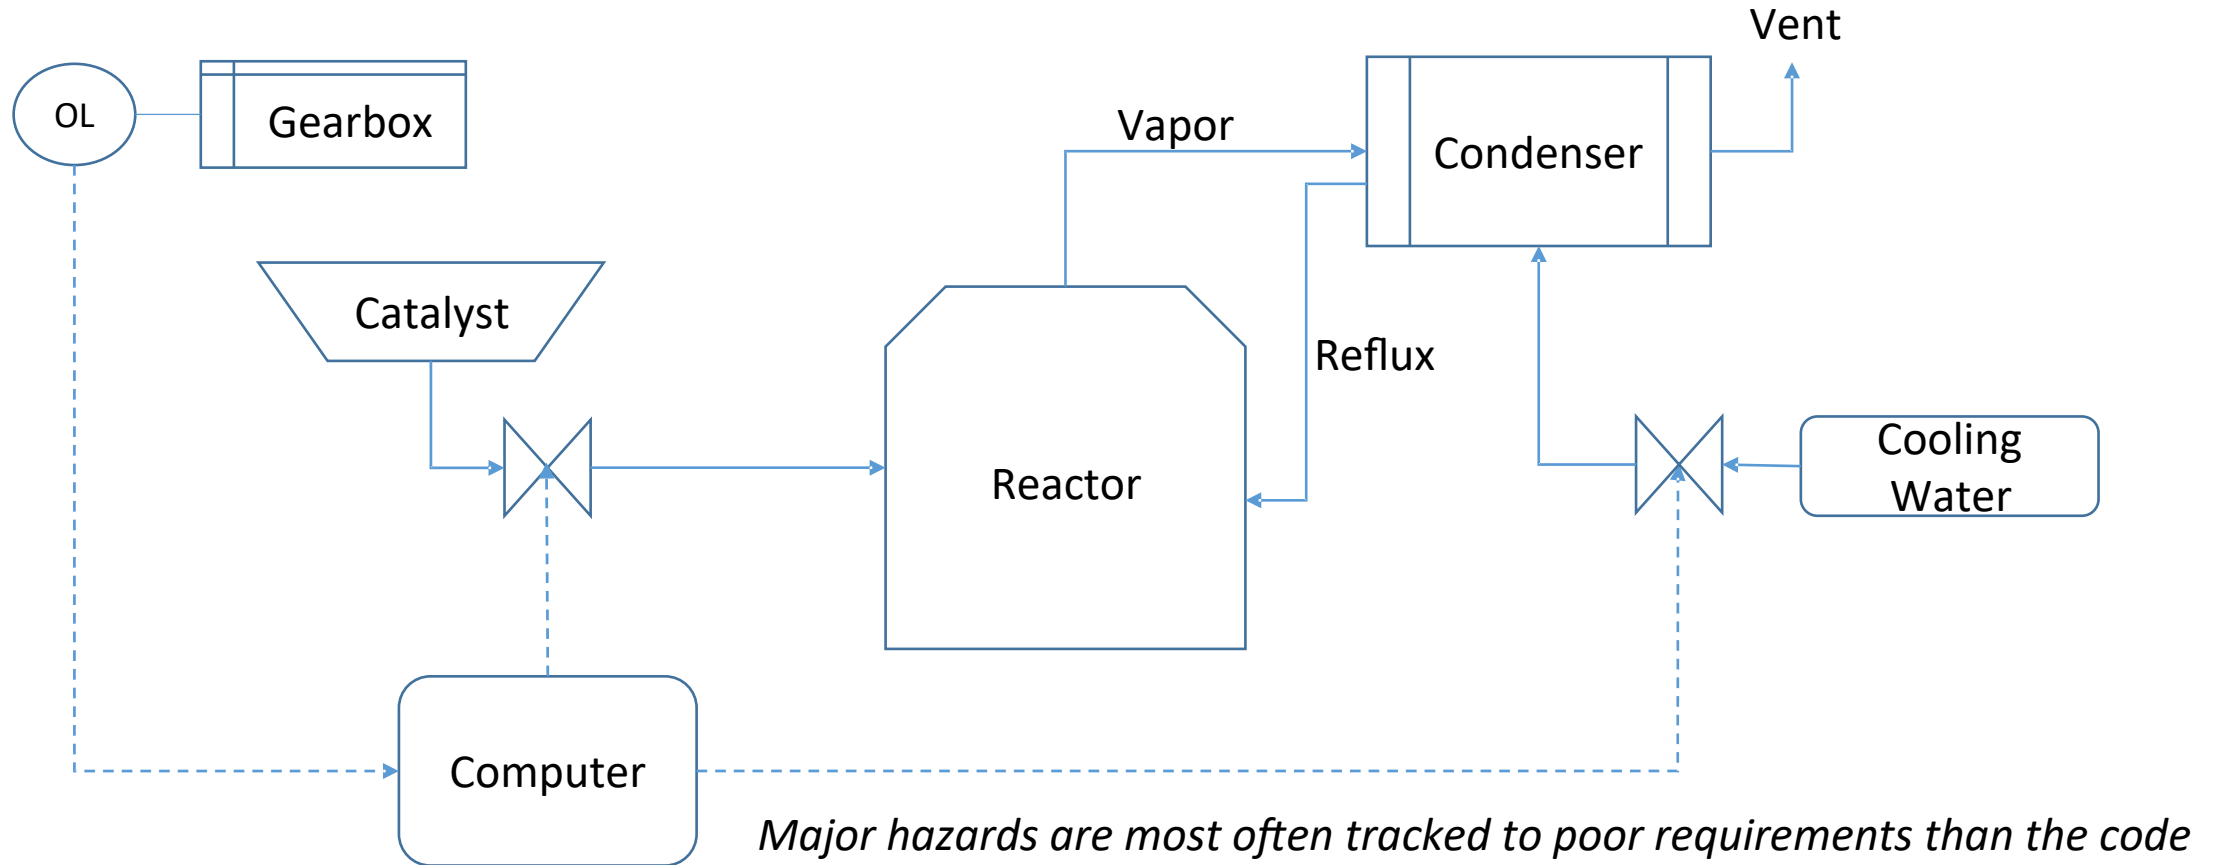 Vent
OL
Gearbox
Vapor
Condenser
Catalyst
Reflux
Reactor
Cooling
Water
Computer
Major hazards are most often tracked to poor requirements than the code